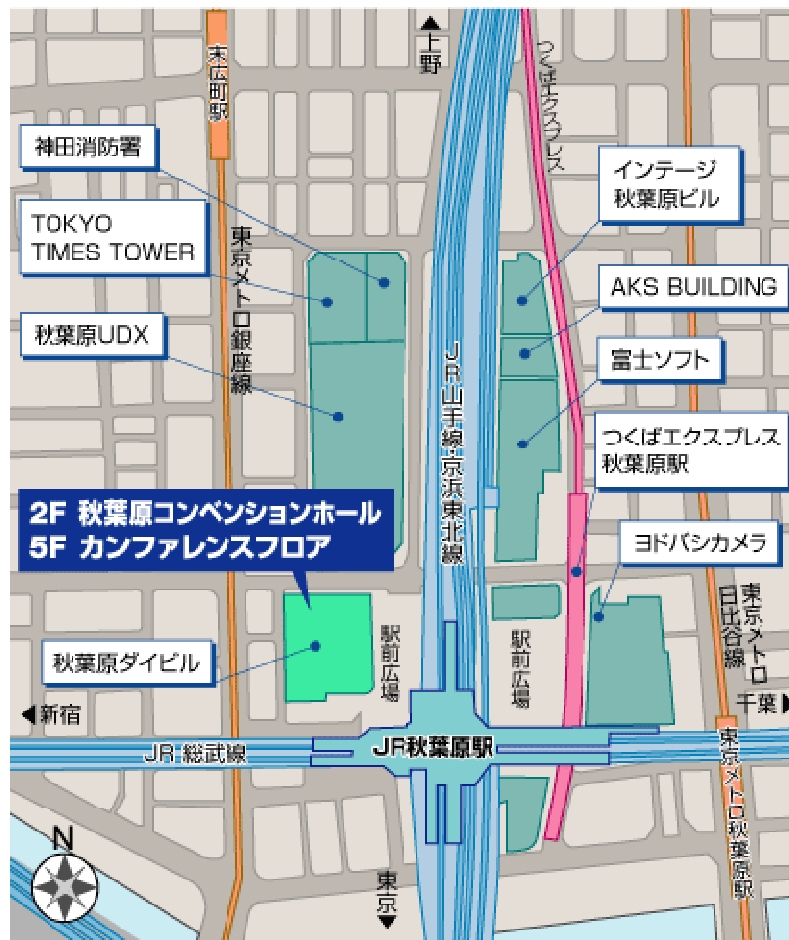 ▲上野
末広町駅
つくばエクスプレス
神田消防署
インテージ
秋葉原ビル
TOKYO
TIMES TOWER
東京メトロ銀座線
AKS BUILDING
秋葉原UDX
JR山手線・京浜東北線
富士ソフト
つくばエクスプレス
秋葉原駅
2F 秋葉原コンベンションホール
5F カンファレンスフロア
ヨドバシカメラ
東京メトロ
日比谷線
駅前広場
駅前広場
秋葉原ダイビル
◀新宿
千葉▶
JR 総武線
JR秋葉原駅
東京メトロ秋葉原駅
N
東京▼